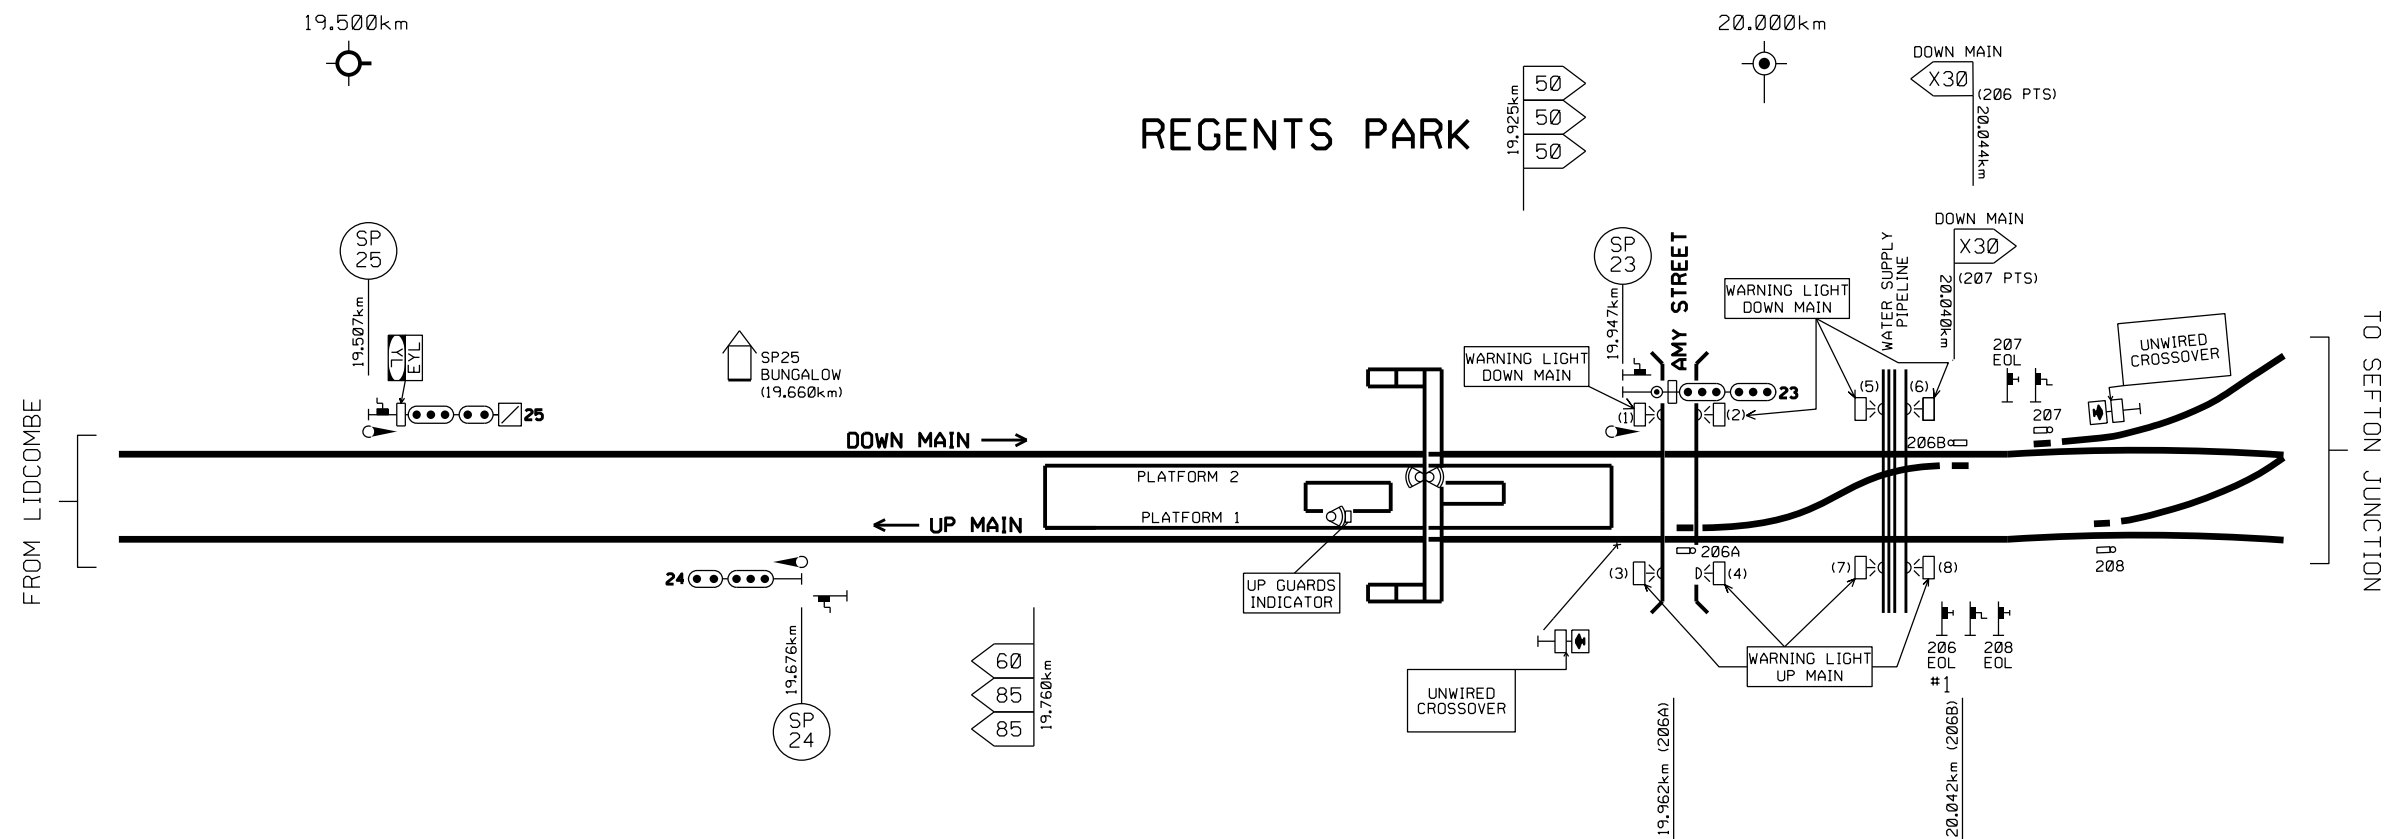 19.500km
20.000km
REGENTS PARK
19.925km
50
50
50
DOWN MAIN
X30
(206 PTS)
20.044km
SP
25
19.507km
YL
EYL
25
SP25
BUNGALOW
(19.660km)
SP
23
19.947km
AMY STREET
WARNING LIGHT
DOWN MAIN
WARNING LIGHT
DOWN MAIN
WATER SUPPLY
PIPELINE
DOWN MAIN
X30
(207 PTS)
20.040km
23
(1)
(2)
(5)
(6)
207
EOL
UNWIRED
CROSSOVER
207
206B
FROM LIDCOMBE
TO SEFTON JUNCTION
DOWN MAIN
PLATFORM 2
PLATFORM 1
UP MAIN
206A
208
24
UP GUARDS
INDICATOR
(3)
(4)
(7)
(8)
19.676km
SP
24
60
85
85
19.760km
UNWIRED
CROSSOVER
WARNING LIGHT
UP MAIN
206
EOL
#1
208
EOL
19.962km (206A)
20.042km (206B)